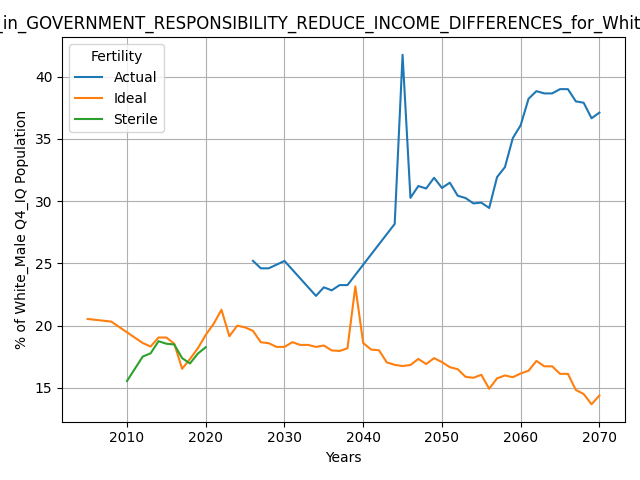 _in_GOVERNMENT_RESPONSIBILITY_REDUCE_INCOME_DIFFERENCES_for_Whit
Fertility
Actual
Ideal
Sterile
% of White_Male Q4_IQ Population
40
35
30
25
20
15
2010 2020 2030 2040 2050 2060 2070
Years